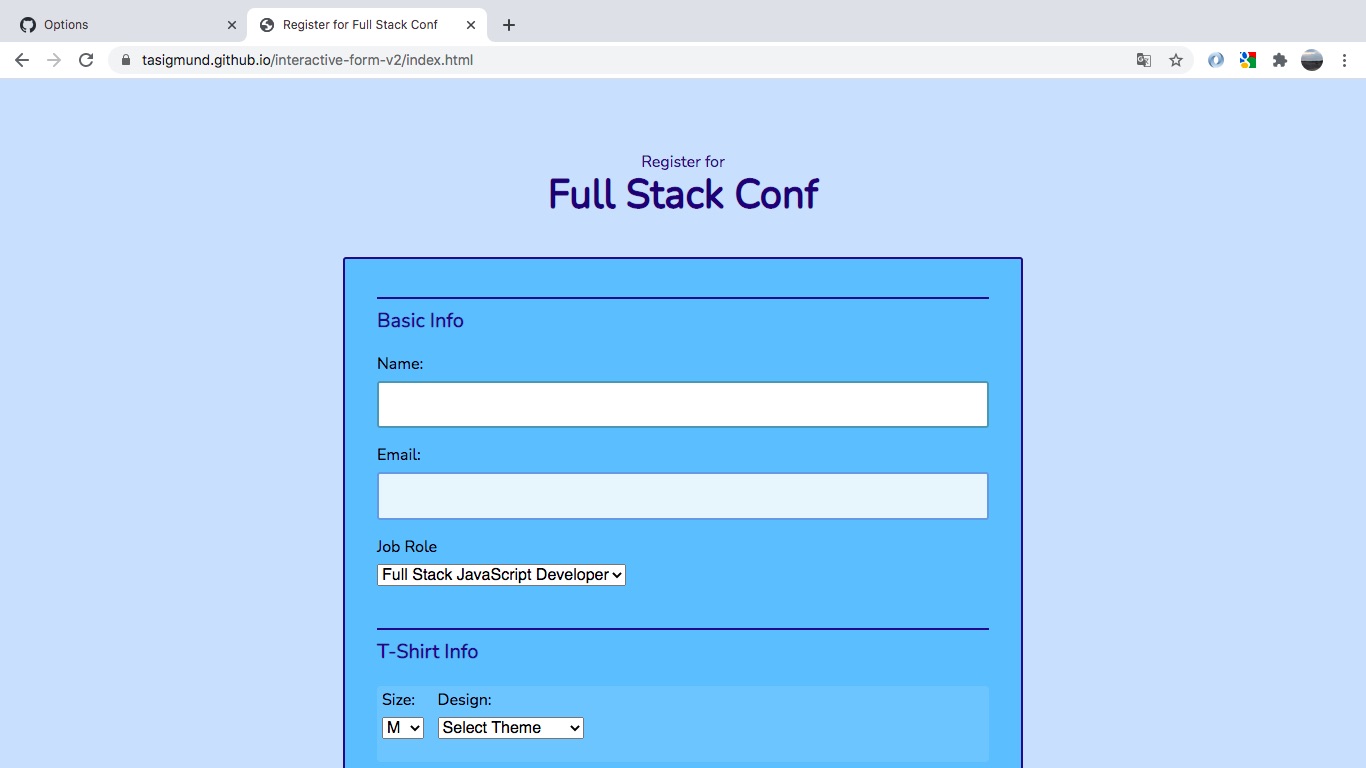 Options
Register for Full Stack Conf
tasigmund.github.io/interactive-form-v2/index.html
Register for
Full Stack Conf
Basic Info
Name:
Email:
Job Role
Full Stack JavaScript Developer
T-Shirt Info
Size: Design:
M Select Theme